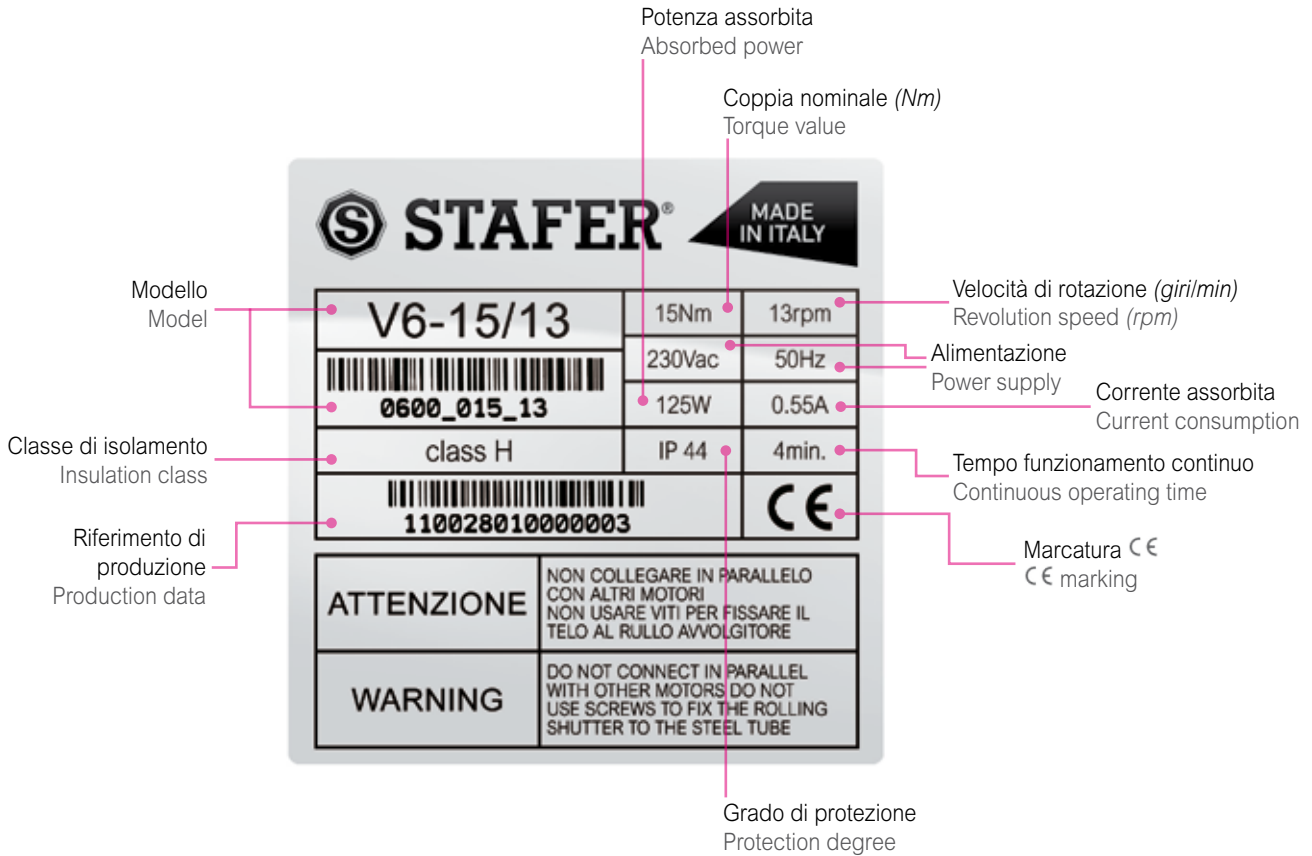 Potenza assorbita
Absorbed power
Coppia nominale (Nm)
Torque value
S STAFER®
MADE
IN ITALY
Modello
Model
V6-15/13
15Nm
13rpm
Velocità di rotazione (giri/min)
Revolution speed (rpm)
230Vac
50Hz
Alimentazione
Power supply
0600_015_13
125W
0.55A
Corrente assorbita
Current consumption
Classe di isolamento
Insulation class
class H
IP 44
4min.
Tempo funzionamento continuo
Continuous operating time
110028010000003
CE
Riferimento di
produzione
Production data
Marcatura CE
CE marking
ATTENZIONE
NON COLLEGARE IN PARALLELO
CON ALTRI MOTORI
NON USARE VITI PER FISSARE IL
TELO AL RULLO AVVOLGITORE
WARNING
DO NOT CONNECT IN PARALLEL
WITH OTHER MOTORS DO NOT
USE SCREWS TO FIX THE ROLLING
SHUTTER TO THE STEEL TUBE
Grado di protezione
Protection degree